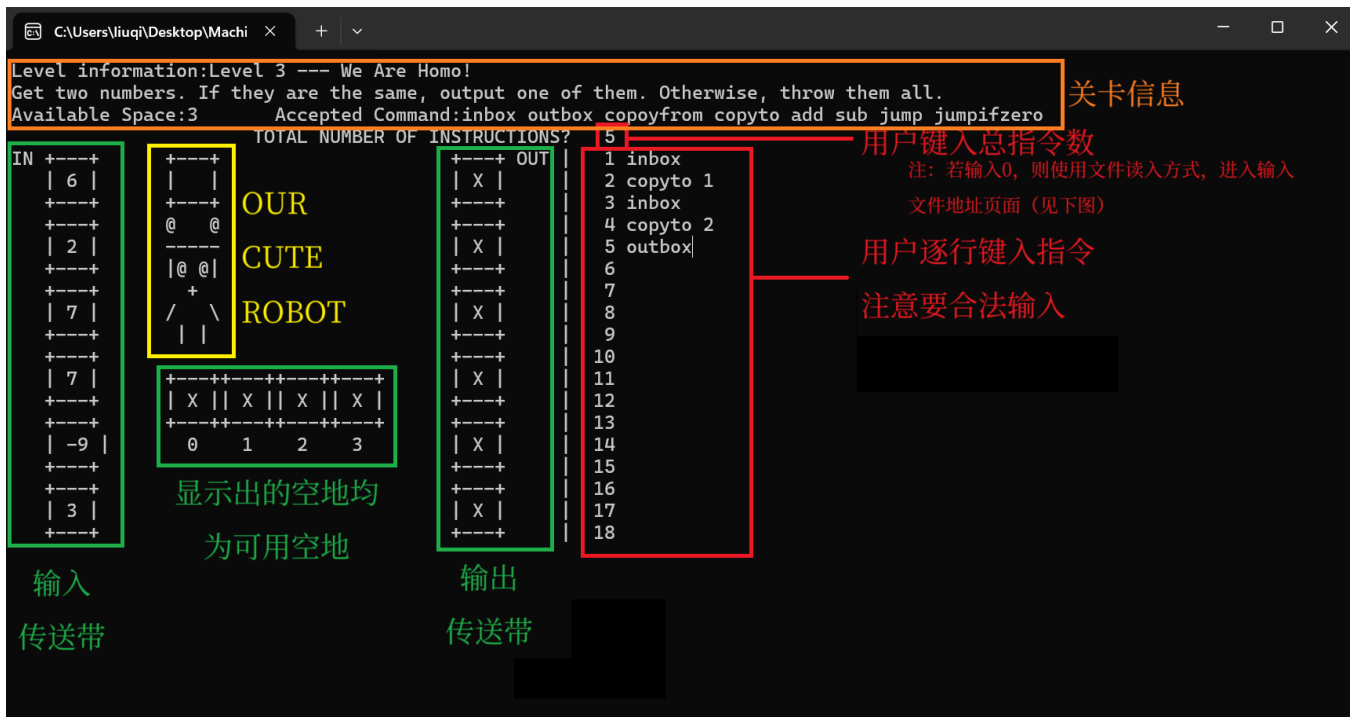 C:\Users\liuqi\Desktop\Machi
Level information:Level 3 --- We Are Homo!
Get two numbers. If they are the same, output one of them. Otherwise, throw them all.
Available Space:3 Accepted Command:inbox outbox copoyfrom copyto add sub jump jumpifzero
关卡信息
TOTAL NUMBER OF INSTRUCTIONS? 5
用户键入总指令数
注：若输入0，则使用文件读入方式，进入输入
文件地址页面（见下图）
IN +---+ +---+ +---+ OUT | 1 inbox
| 6 | | | | X | | 2 copyto 1
+---+ +---+ +---+ | 3 inbox
+---+ @ @ +---+ | 4 copyto 2
| 2 | ----- | X | | 5 outbox
+---+ |@ @| +---+ | 6
+---+ + +---+ | 7
| 7 | / \ | X | | 8
+---+ | | +---+ | 9
+---+ +---+ | 10
| 7 | +---++---++---++---+ | X | | 11
+---+ | X || X || X || X | +---+ | 12
+---+ +---++---++---++---+ +---+ | 13
| -9 | 0 1 2 3 | X | | 14
+---+ +---+ | 15
+---+ +---+ | 16
| 3 | | X | | 17
+---+ +---+ | 18
OUR
CUTE
ROBOT
用户逐行键入指令
注意要合法输入
显示出的空地均
为可用空地
输入
传送带
输出
传送带